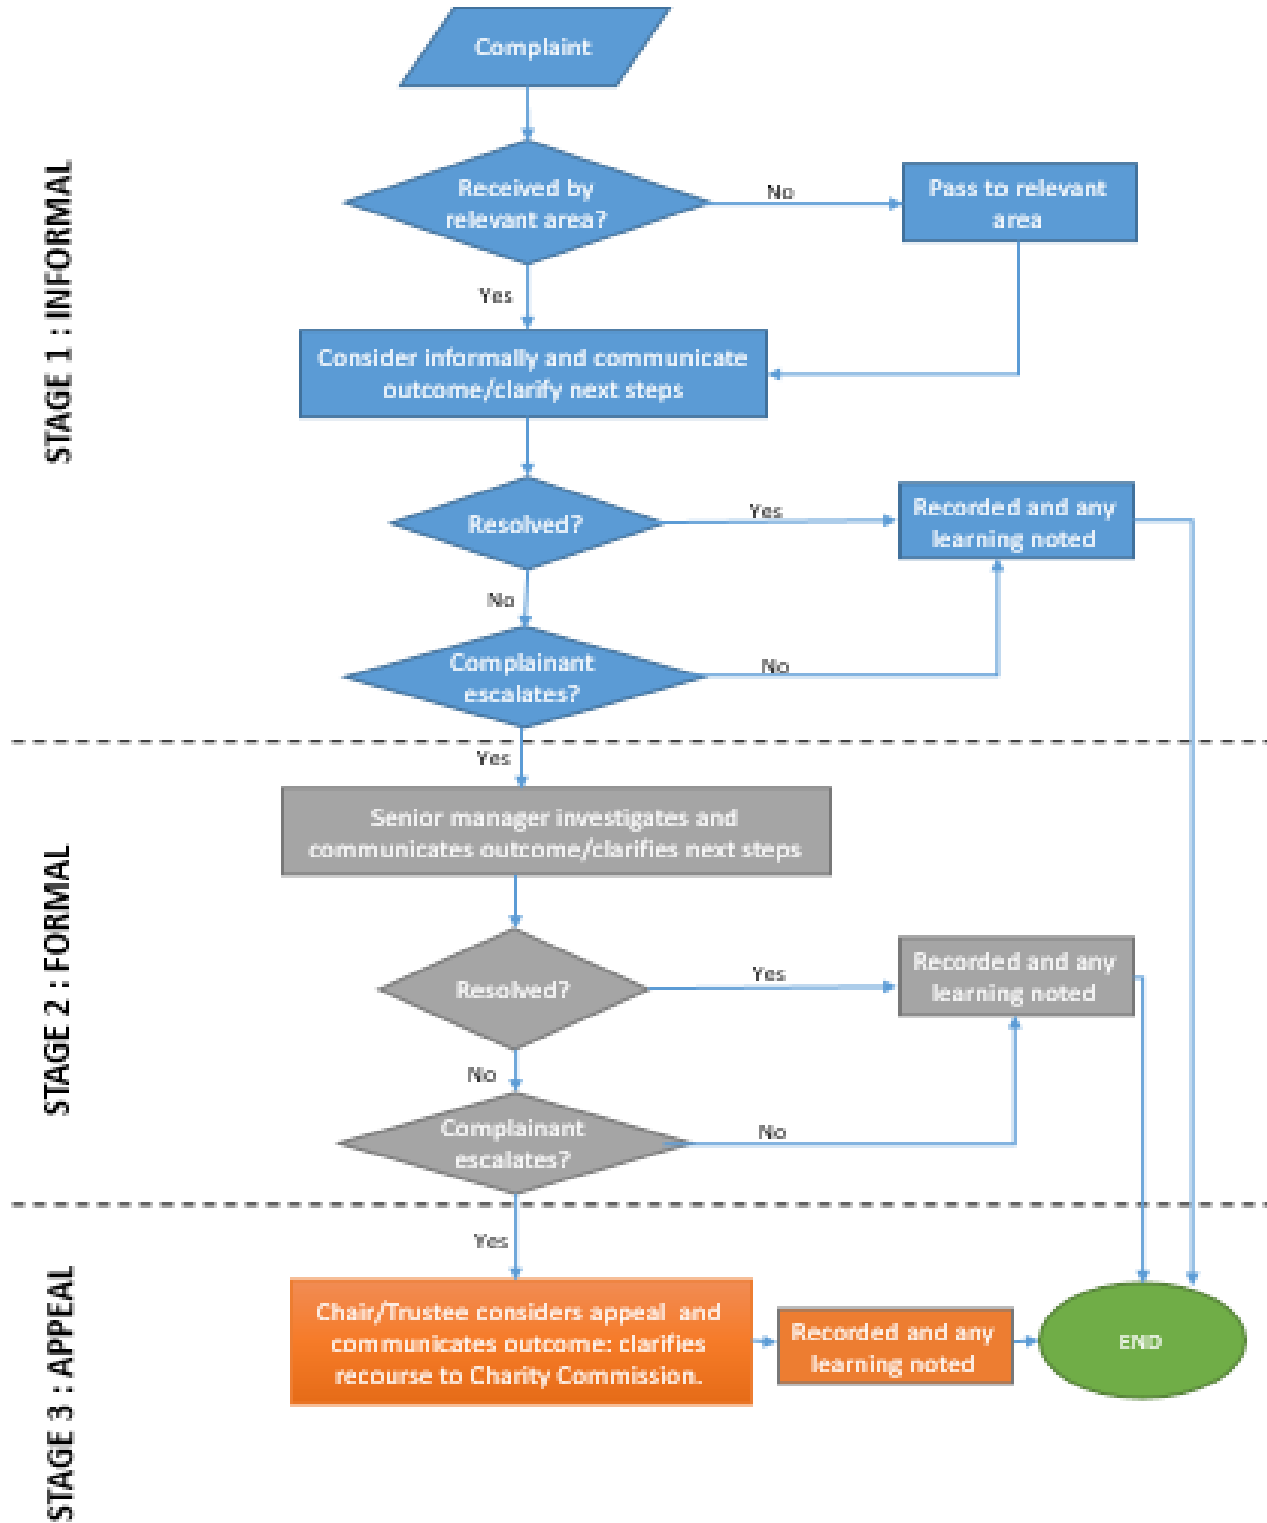 Complaint
STAGE 1 : INFORMAL
Received by
relevant area?
No
Pass to relevant
area
Yes
Consider informally and communicate
outcome/clarify next steps
Resolved?
Yes
Recorded and any
learning noted
No
Complainant
escalates?
No
Yes
STAGE 2 : FORMAL
Senior manager investigates and
communicates outcome/clarifies next steps
Resolved?
Yes
Recorded and any
learning noted
No
Complainant
escalates?
No
Yes
STAGE 3 : APPEAL
Chair/Trustee considers appeal and
communicates outcome: clarifies
recourse to Charity Commission.
Recorded and any
learning noted
END